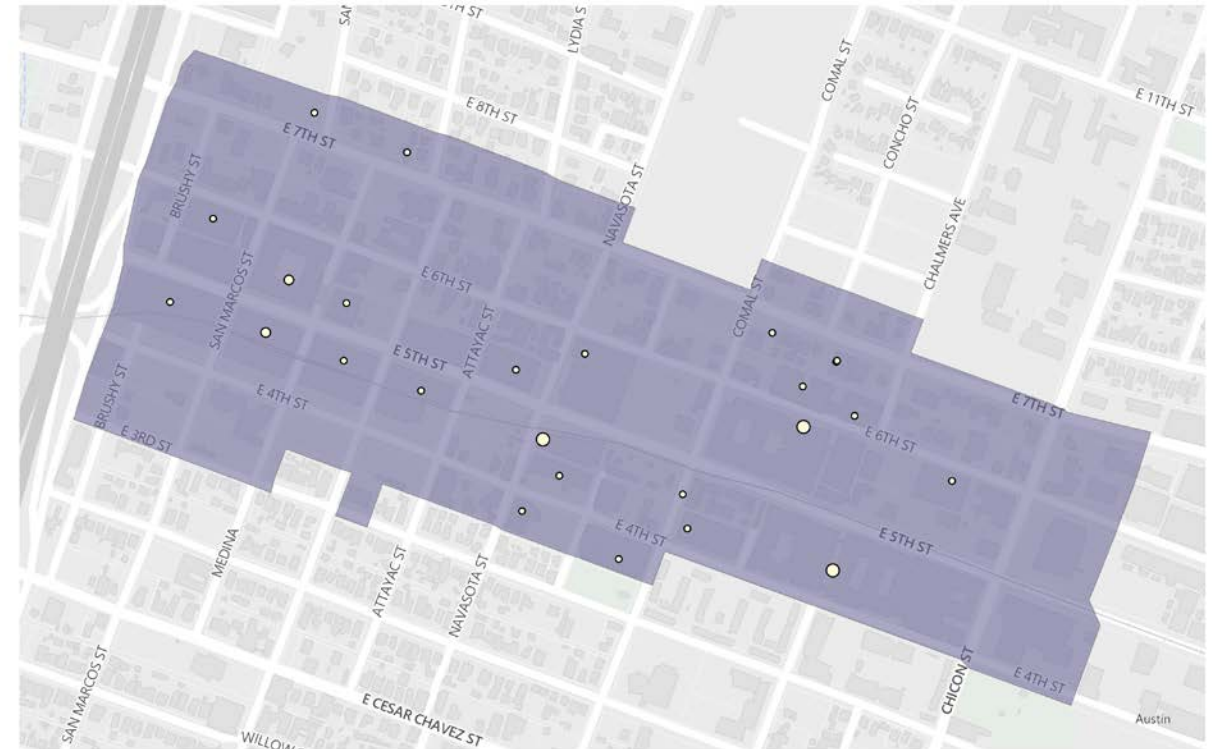 LYDIA S
COMAL ST
E 11TH ST
E 8TH ST
CONCHO ST
E 7TH ST
BRUSHY ST
NAVASOTA ST
CHALMERS AVE
SAN MARCOS ST
E 6TH ST
COMAL ST
ATTAYAC ST
E 5TH ST
BRUSHY ST
E 4TH ST
E 7TH ST
E 3RD ST
E 6TH ST
E 4TH ST
E 5TH ST
MEDINA
ATTAYAC ST
NAVASOTA ST
CHICON ST
E 4TH ST
SAN MARCOS ST
E CESAR CHAVEZ ST
Austin
WILLOW